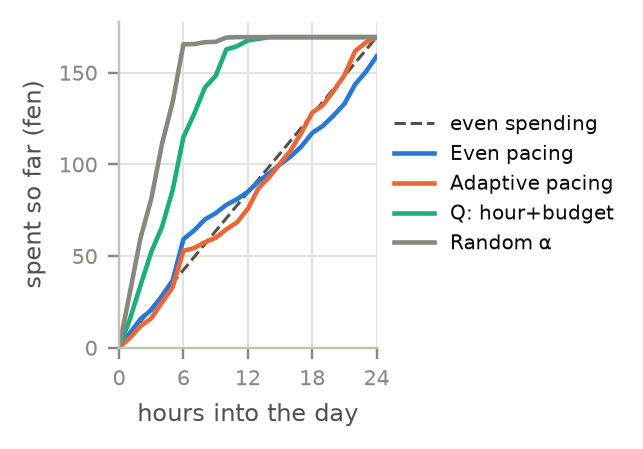 spent so far (fen)
150
100
50
0
0 6 12 18 24
hours into the day
even spending
Even pacing
Adaptive pacing
Q: hour+budget
Random α